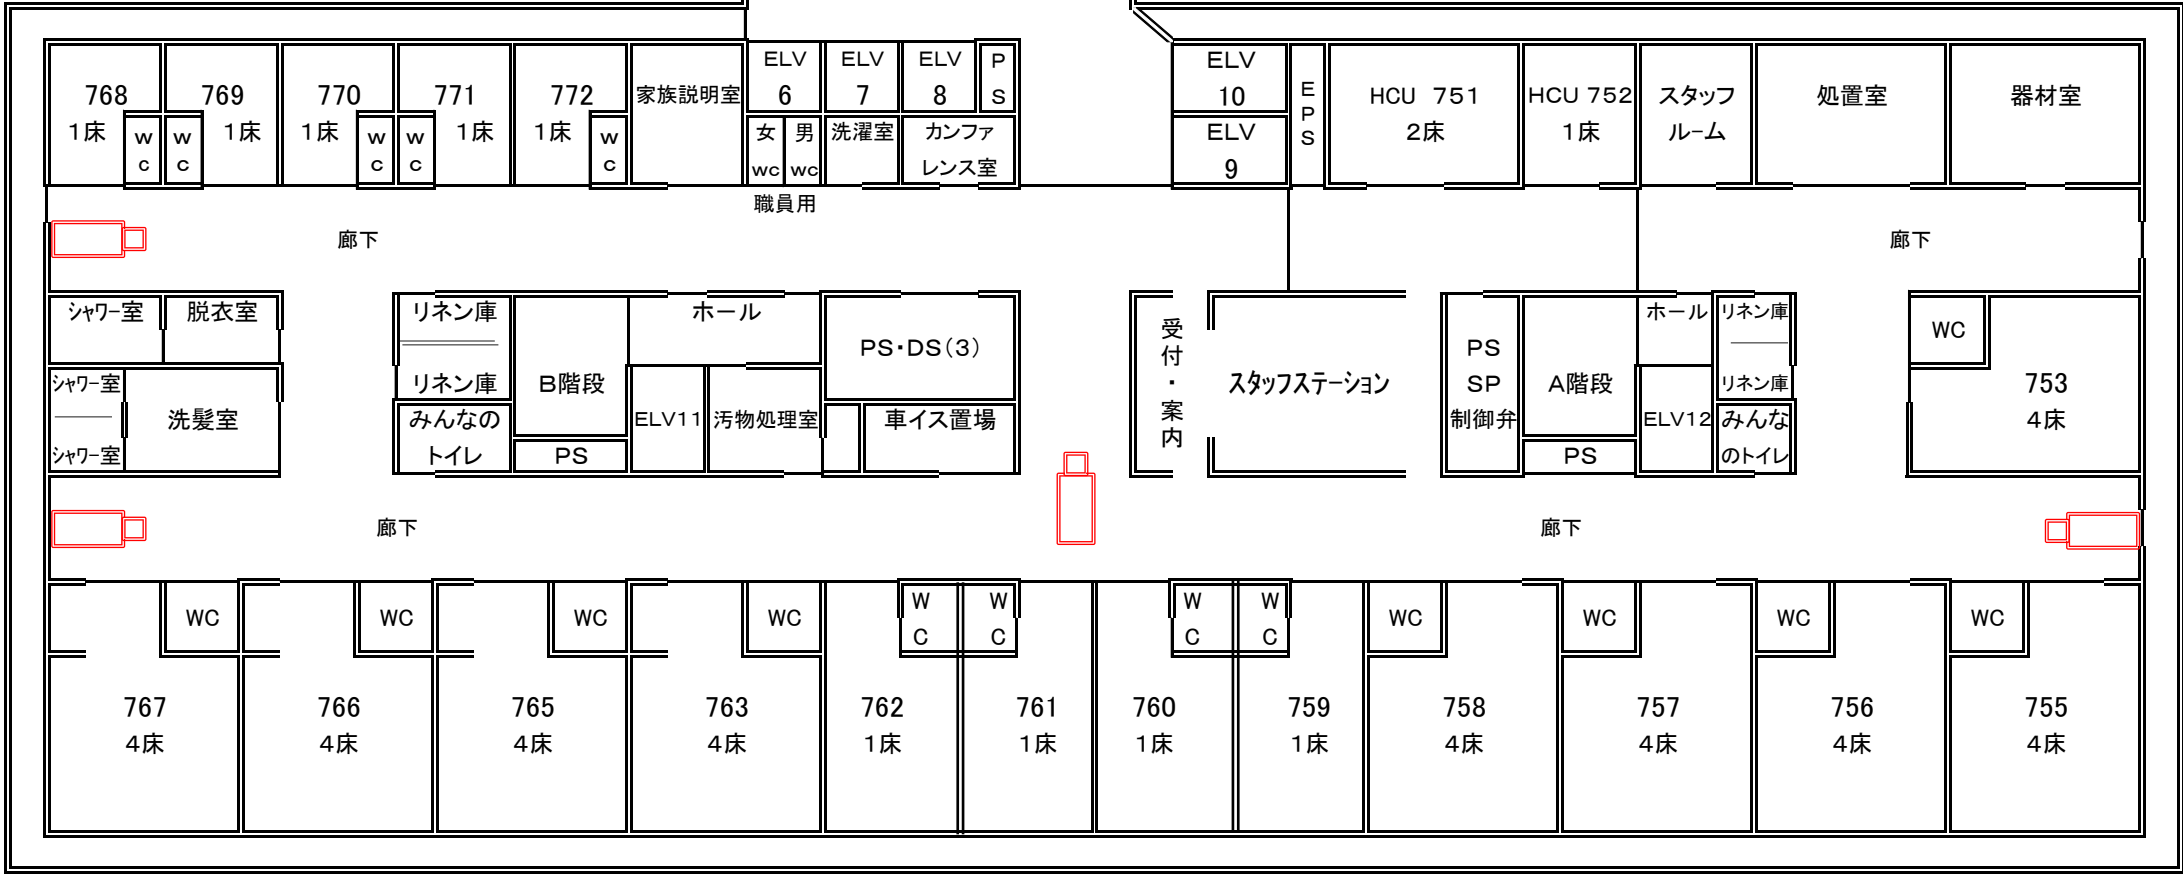 768
1床
WC
769
1床
WC
770
1床
WC
771
1床
WC
772
1床
WC
家族説明室
ELV
6
ELV
7
ELV
8
PS
女
wc
男
wc
洗濯室
カンファ
レンス室
職員用
ELV
10
ELV
9
EPS
HCU 751
2床
HCU 752
1床
スタッフ
ルーム
処置室
器材室
廊下
廊下
シャワー室
脱衣室
シャワー室
シャワー室
洗髪室
リネン庫
リネン庫
みんなの
トイレ
B階段
PS
ホール
ELV11
汚物処理室
PS・DS(3)
車イス置場
受付・案内
スタッフステーション
PS
SP
制御弁
A階段
PS
ホール
ELV12
リネン庫
リネン庫
みんな
のトイレ
WC
753
4床
廊下
廊下
WC
767
4床
WC
766
4床
WC
765
4床
WC
763
4床
WC
762
1床
WC
761
1床
WC
760
1床
WC
759
1床
WC
758
4床
WC
757
4床
WC
756
4床
WC
755
4床